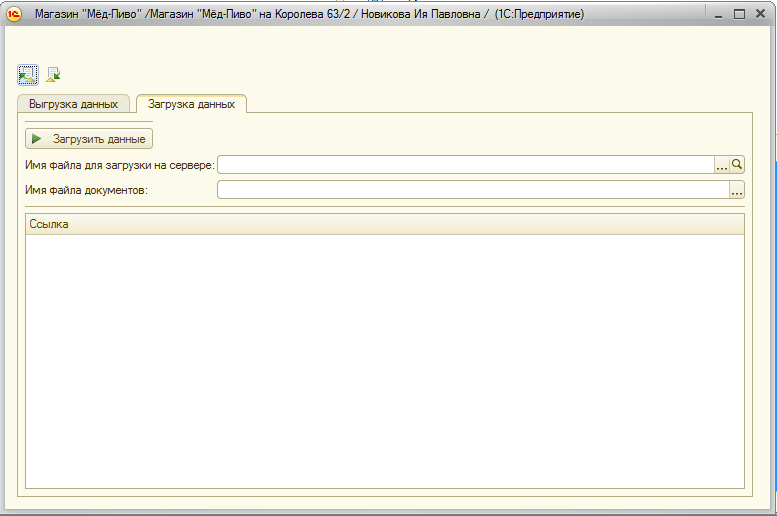 Магазин "Мёд-Пиво" /Магазин "Мёд-Пиво" на Королева 63/2 / Новикова Ия Павловна / (1С:Предприятие)
Выгрузка данных
Загрузка данных
Загрузить данные
Имя файла для загрузки на сервере:
...
Имя файла документов:
...
Ссылка